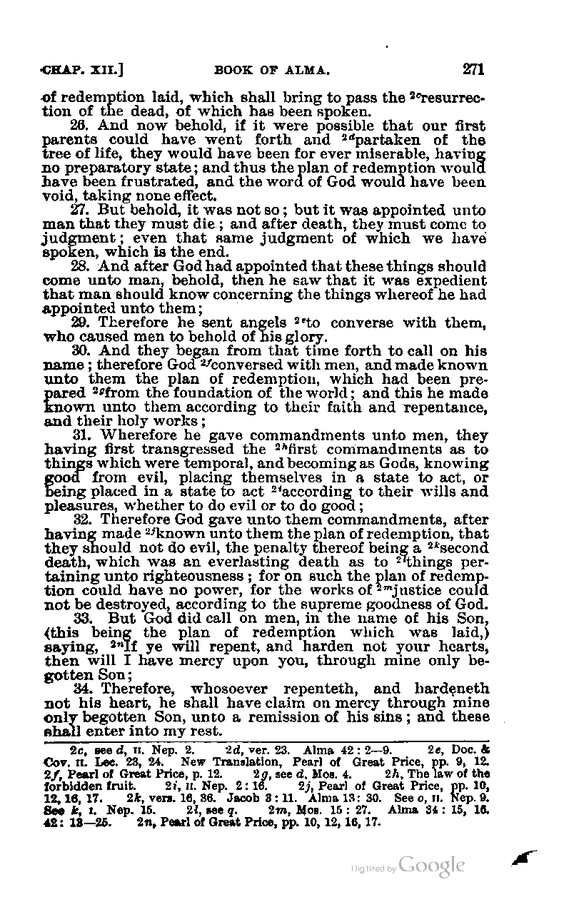 CHAP. XII.] BOOK OF ALMA. 271
of redemption laid, which shall bring to pass the 2cresurrec-
tion of the dead, of which has been spoken.
26. And now behold, if it were possible that our first
parents could have went forth and 2dpartaken of the
tree of life, they would have been for ever miserable, having
no preparatory state; and thus the plan of redemption would
have been frustrated, and the word of God would have been
void, taking none effect.
27. But behold, it was not so; but it was appointed unto
man that they must die; and after death, they must come to
judgment; even that same judgment of which we have
spoken, which is the end.
28. And after God had appointed that these things should
come unto man, behold, then he saw that it was expedient
that man should know concerning the things whereof he had
appointed unto them;
29. Therefore he sent angels 2eto converse with them,
who caused men to behold of his glory.
30. And they began from that time forth to call on his
name; therefore God 2fconversed with men, and made known
unto them the plan of redemption, which had been pre-
pared 2gfrom the foundation of the world; and this he made
known unto them according to their faith and repentance,
and their holy works;
31. Wherefore he gave commandments unto men, they
having first transgressed the 2hfirst commandments as to
things which were temporal, and becoming as Gods, knowing
good from evil, placing themselves in a state to act, or
being placed in a state to act 2iaccording to their wills and
pleasures, whether to do evil or to do good;
32. Therefore God gave unto them commandments, after
having made 2jknown unto them the plan of redemption, that
they should not do evil, the penalty thereof being a 2ksecond
death, which was an everlasting death as to 2lthings per-
taining unto righteousness; for on such the plan of redemp-
tion could have no power, for the works of 2mjustice could
not be destroyed, according to the supreme goodness of God.
33. But God did call on men, in the name of his Son,
(this being the plan of redemption which was laid,)
saying, 2nIf ye will repent, and harden not your hearts,
then will I have mercy upon you, through mine only be-
gotten Son;
34. Therefore, whosoever repenteth, and hardeneth
not his heart, he shall have claim on mercy through mine
only begotten Son, unto a remission of his sins; and these
shall enter into my rest.
2c, see d, II. Nep. 2. 2d, ver. 23. Alma 42: 2—9. 2e, Doc. &
Cov. II. Lec. 23, 24. New Translation, Pearl of Great Price, pp. 9, 12.
2f, Pearl of Great Price, p. 12. 2g, see d, Mos. 4. 2h, The law of the
forbidden fruit. 2i, II. Nep. 2: 16. 2j, Pearl of Great Price, pp. 10,
12, 16, 17. 2k, vers. 16, 36. Jacob 3: 11. Alma 13: 30. See o, II. Nep. 9.
See k, I. Nep. 15. 2l, see q. 2m, Mos. 15: 27. Alma 34: 15, 16.
42: 13—25. 2n, Pearl of Great Price, pp. 10, 12, 16, 17.
Digitized by Google